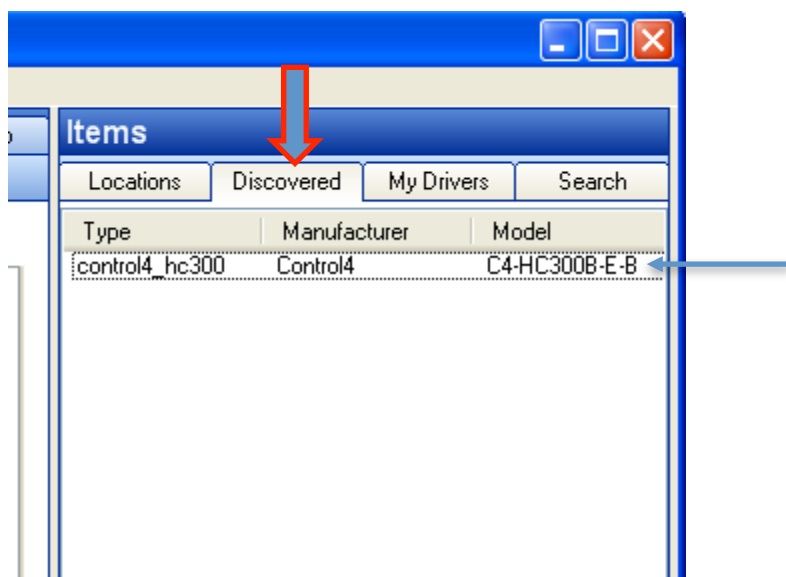 Items
Locations Discovered My Drivers Search
Type Manufacturer Model
control4_hc300 Control4 C4-HC300B-E-B